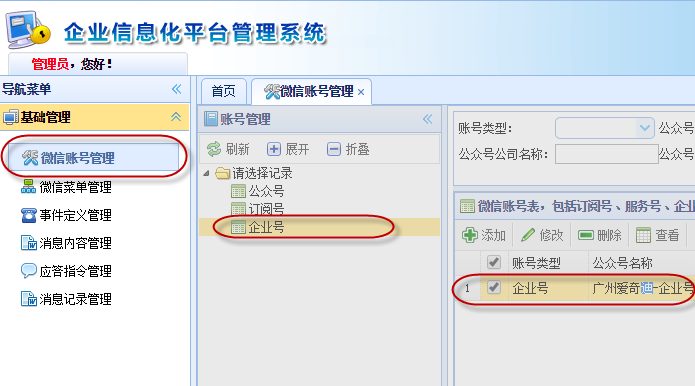 企业信息化平台管理系统
管理员，您好！
导航菜单
基础管理
微信账号管理
微信菜单管理
事件定义管理
消息内容管理
应答指令管理
消息记录管理
首页
微信账号管理
账号管理
刷新 展开 折叠
请选择记录
公众号
订阅号
企业号
账号类型： 公众号
公众号公司名称： 公众号
微信账号表，包括订阅号、服务号、企业
添加 修改 删除 查看
账号类型 公众号名称
1 企业号 广州爱奇迪-企业号